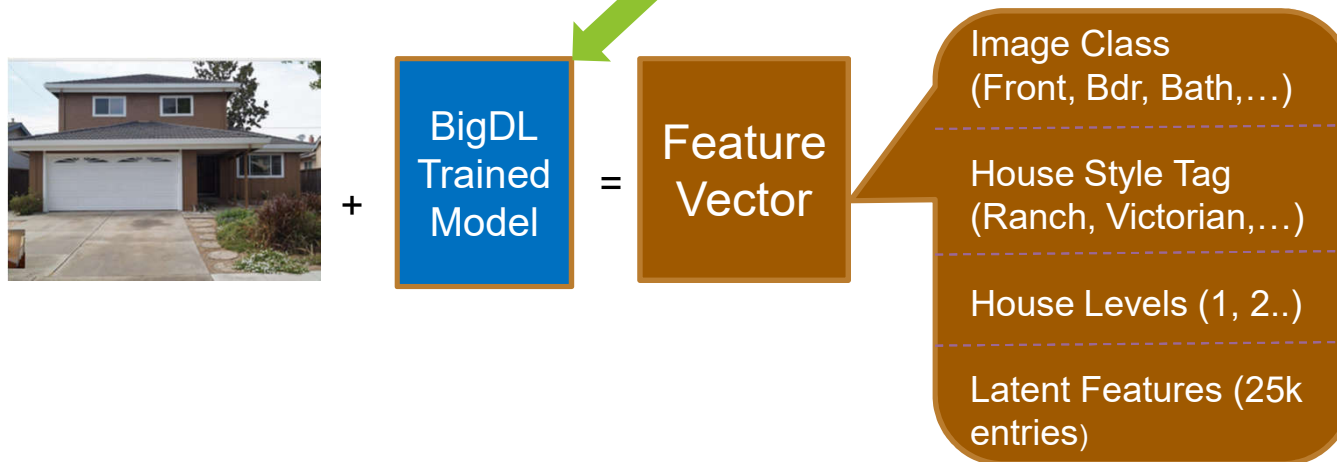 +
BigDL
Trained
Model
=
Feature
Vector
Image Class
(Front, Bdr, Bath,…)
House Style Tag
(Ranch, Victorian,…)
House Levels (1, 2..)
Latent Features (25k
entries)